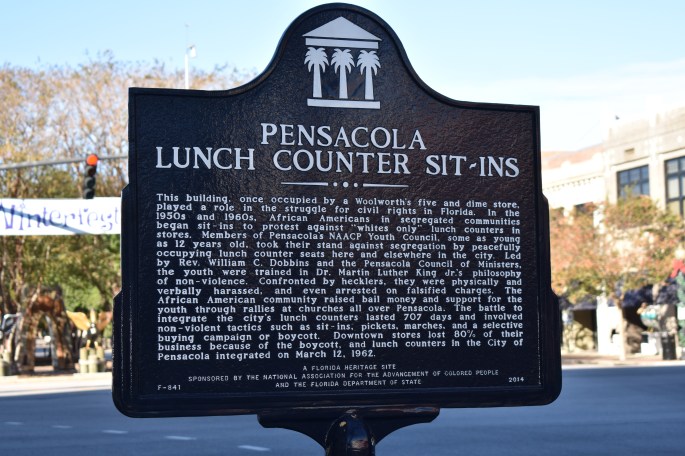 PENSACOLA
LUNCH COUNTER SIT-INS
This building, once occupied by a Woolworth's five and dime store,
played a role in the struggle for civil rights in Florida. In the
1950s and 1960s, African Americans in segregated communities
began sit-ins to protest against "whites only" lunch counters in
stores. Members of Pensacola's NAACP Youth Council, some as young
as 12 years old, took their stand against segregation by peacefully
occupying lunch counter seats here and elsewhere in the city. Led
by Rev. William C. Dobbins and the Pensacola Council of Ministers,
the youth were trained in Dr. Martin Luther King Jr.'s philosophy
of non-violence. Confronted by hecklers, they were physically and
verbally harassed, and even arrested on falsified charges. The
African American community raised bail money and support for the
youth through rallies at churches all over Pensacola. The battle to
integrate the city's lunch counters lasted 707 days and involved
non-violent tactics such as sit-ins, pickets, marches, and a selective
buying campaign or boycott. Downtown stores lost 80% of their
business because of the boycott, and lunch counters in the City of
Pensacola integrated on March 12, 1962.
A FLORIDA HERITAGE SITE
SPONSORED BY THE NATIONAL ASSOCIATION FOR THE ADVANCEMENT OF COLORED PEOPLE
AND THE FLORIDA DEPARTMENT OF STATE
F-841
2014
Winterfest